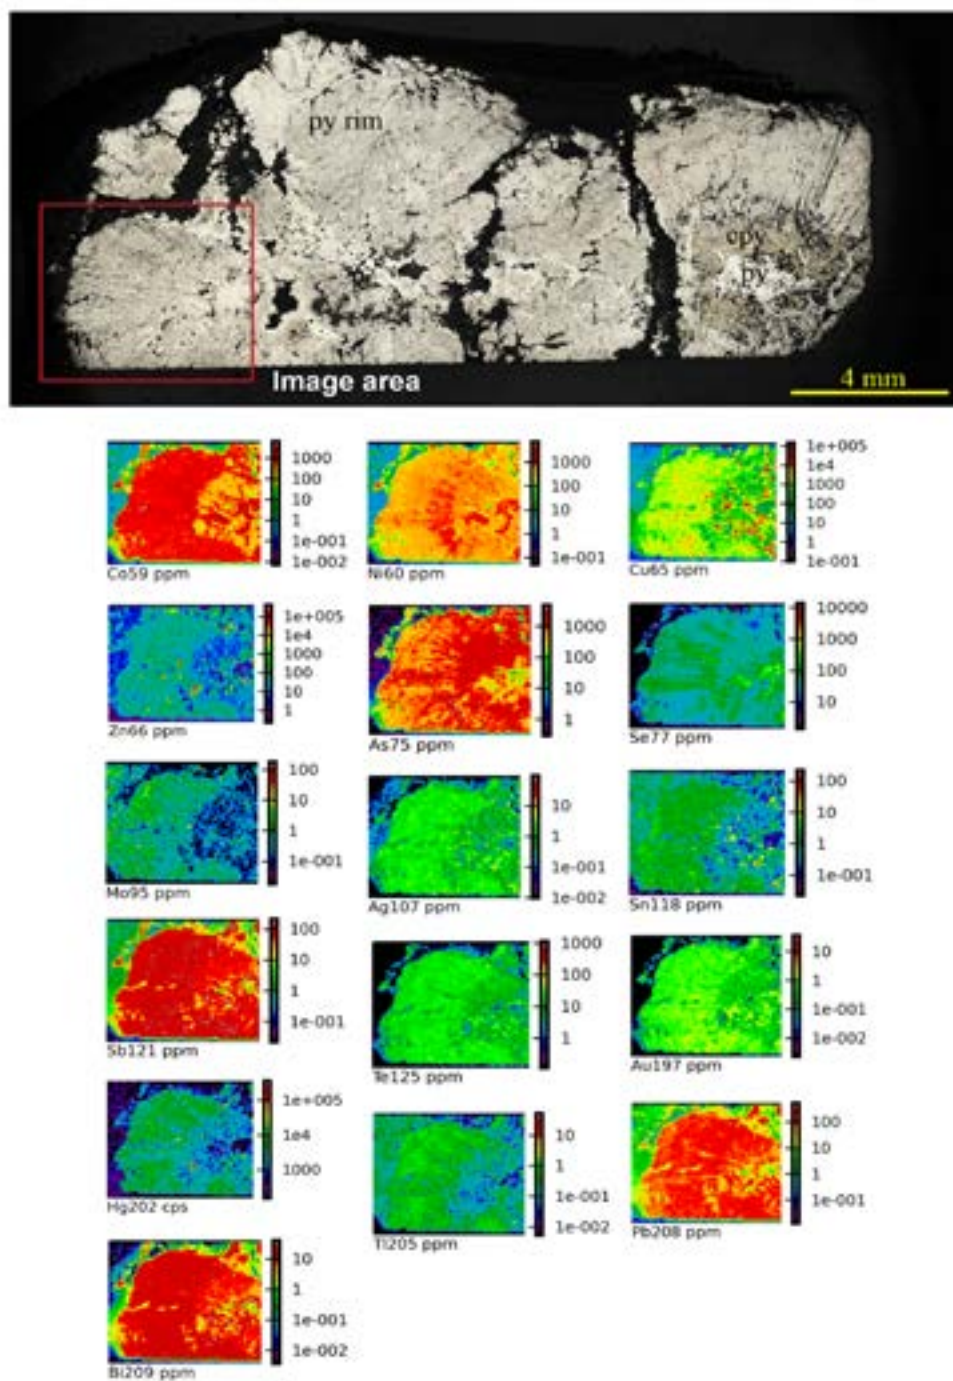 py rim
cpy
py
Image area
4 mm
1000
100
10
1
1e-001
1e-002
Co59 ppm
1000
100
10
1
1e-001
Ni60 ppm
1e+005
1e4
1000
100
10
1
1e-001
Cu65 ppm
1e+005
1e4
1000
100
10
1
Zn66 ppm
1000
100
10
1
As75 ppm
10000
1000
100
10
Se77 ppm
100
10
1
1e-001
Mo95 ppm
10
1
1e-001
1e-002
Ag107 ppm
100
10
1
1e-001
Sn118 ppm
100
10
1
1e-001
Sb121 ppm
1000
100
10
1
Te125 ppm
10
1
1e-001
1e-002
Au197 ppm
1e+005
1e4
1000
Hg202 cps
10
1
1e-001
1e-002
Tl205 ppm
100
10
1
1e-001
Pb208 ppm
10
1
1e-001
1e-002
Bi209 ppm